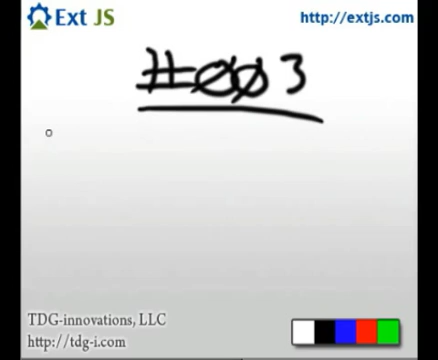 Ext JS
http://extjs.com
#003
TDG-innovations, LLC
http://tdg-i.com